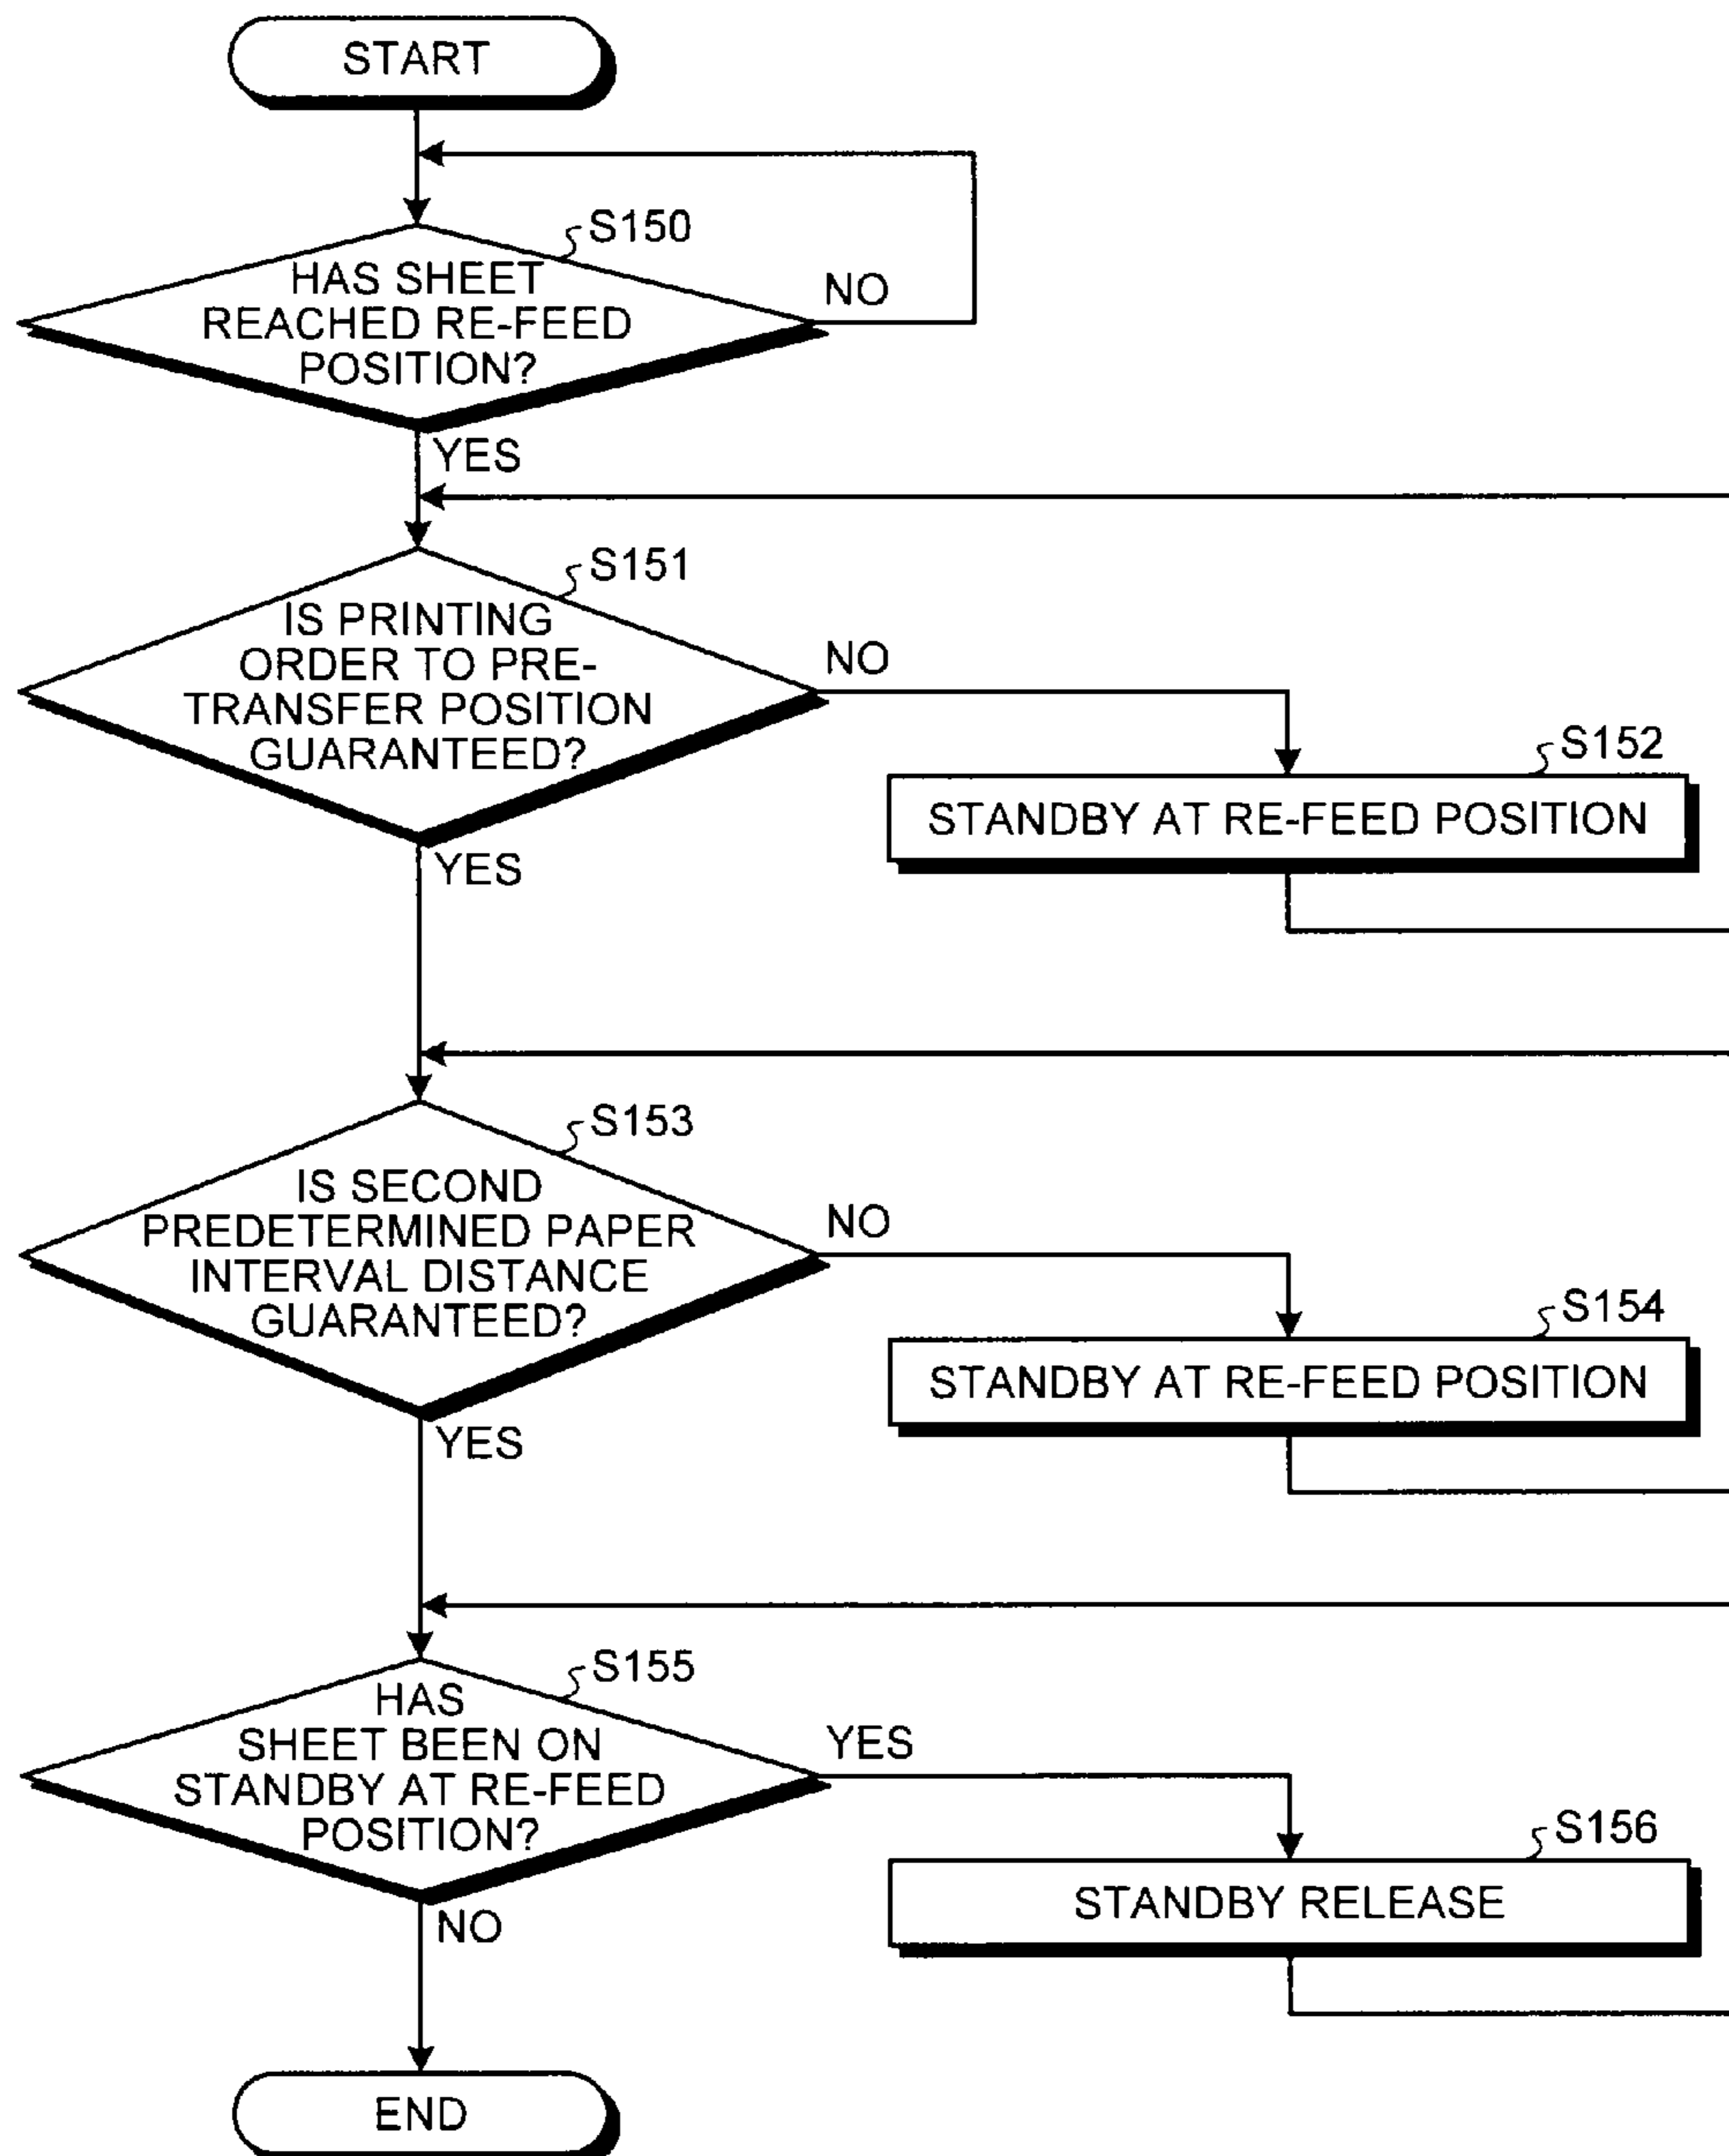 START
S150
HAS SHEET
REACHED RE-FEED
POSITION?
NO
YES
S151
IS PRINTING
ORDER TO PRE-
TRANSFER POSITION
GUARANTEED?
NO
S152
STANDBY AT RE-FEED POSITION
YES
S153
IS SECOND
PREDETERMINED PAPER
INTERVAL DISTANCE
GUARANTEED?
NO
S154
STANDBY AT RE-FEED POSITION
YES
S155
HAS
SHEET BEEN ON
STANDBY AT RE-FEED
POSITION?
YES
S156
STANDBY RELEASE
NO
END